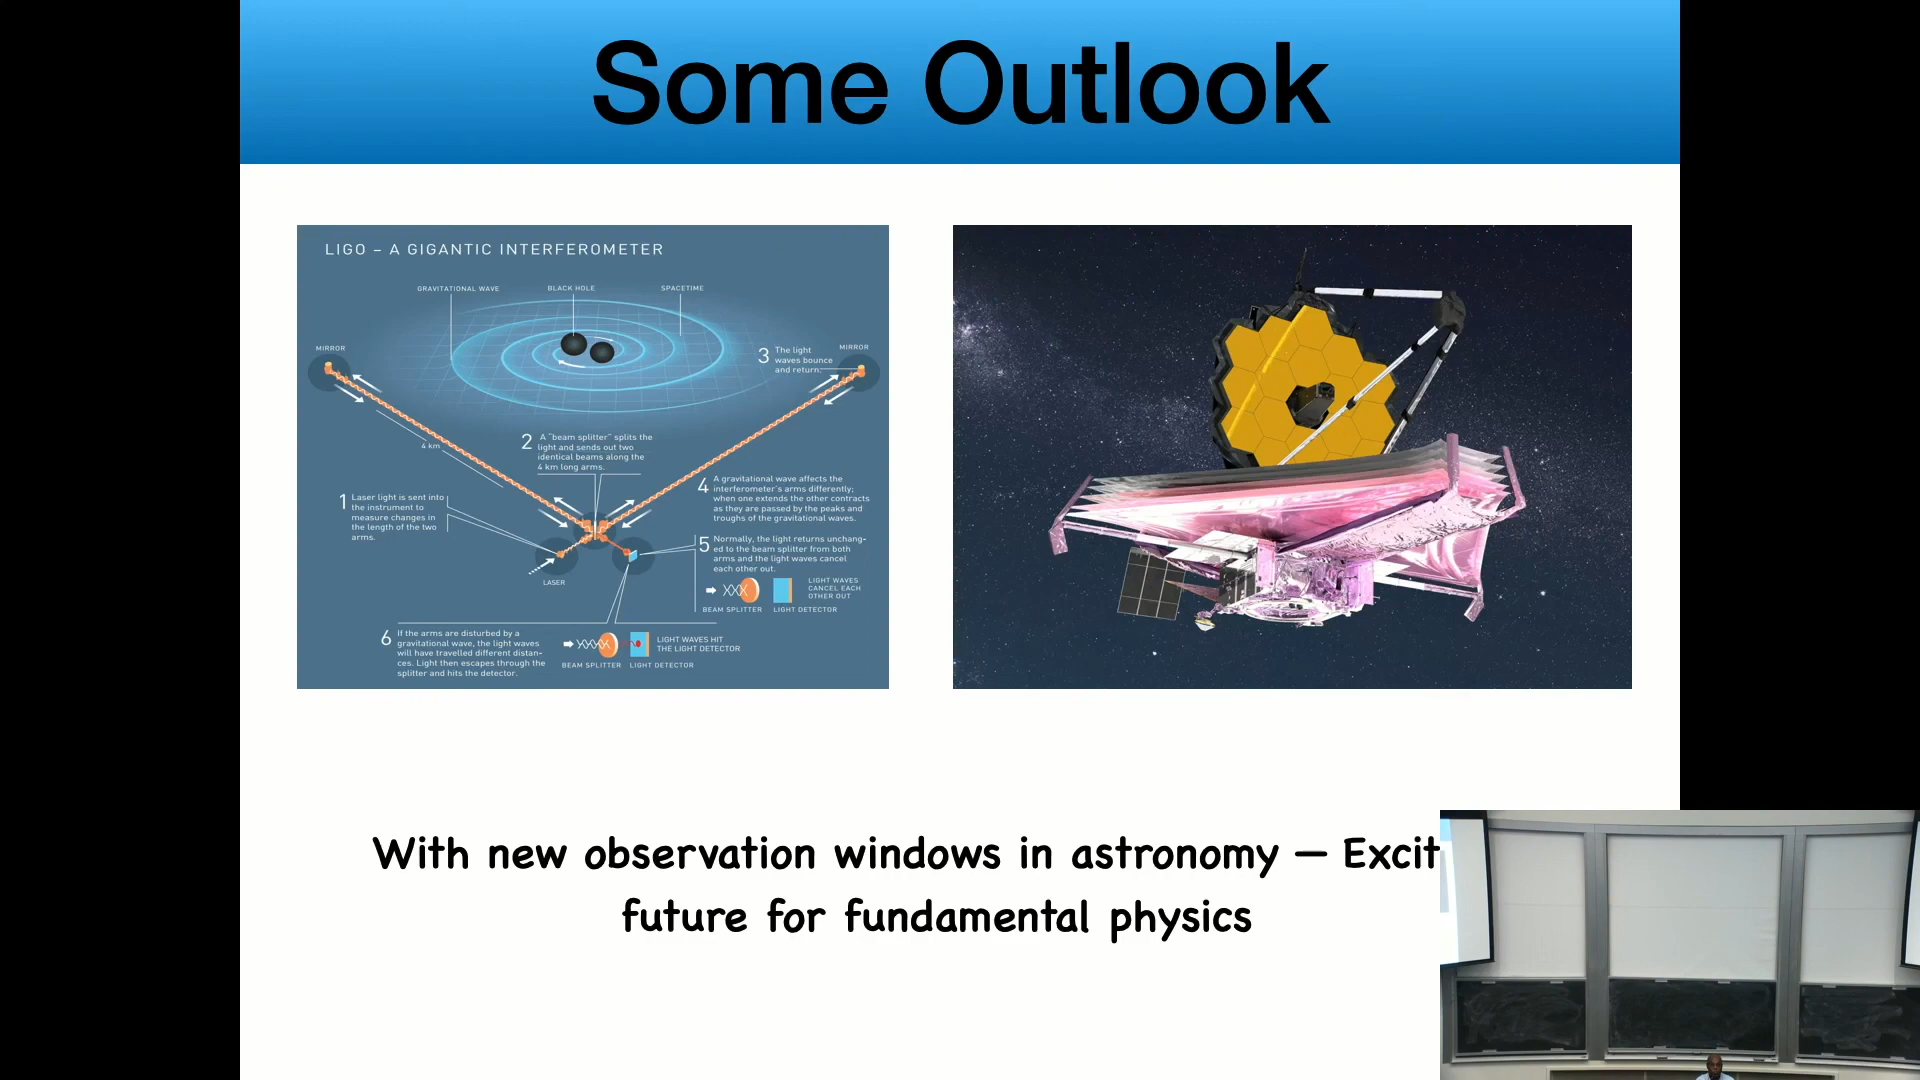 Some Outlook
LIGO – A GIGANTIC INTERFEROMETER
GRAVITATIONAL WAVE
BLACK HOLE
SPACETIME
MIRROR
MIRROR
3 The light
waves bounce
and return.
4 km
2 A "beam splitter" splits the
light and sends out two
identical beams along the
4 km long arms.
1 Laser light is sent into
the instrument to
measure changes in
the length of the two
arms.
4 A gravitational wave affects the
interferometer's arms differently;
when one extends the other contracts
as they are passed by the peaks and
troughs of the gravitational waves.
5 Normally, the light returns unchang-
ed to the beam splitter from both
arms and the light waves cancel
each other out.
LASER
LIGHT WAVES
CANCEL EACH
OTHER OUT
BEAM SPLITTER
LIGHT DETECTOR
6 If the arms are disturbed by a
gravitational wave, the light waves
will have travelled different distan-
ces. Light then escapes through the
splitter and hits the detector.
LIGHT WAVES HIT
THE LIGHT DETECTOR
BEAM SPLITTER
LIGHT DETECTOR
With new observation windows in astronomy — Excit
future for fundamental physics